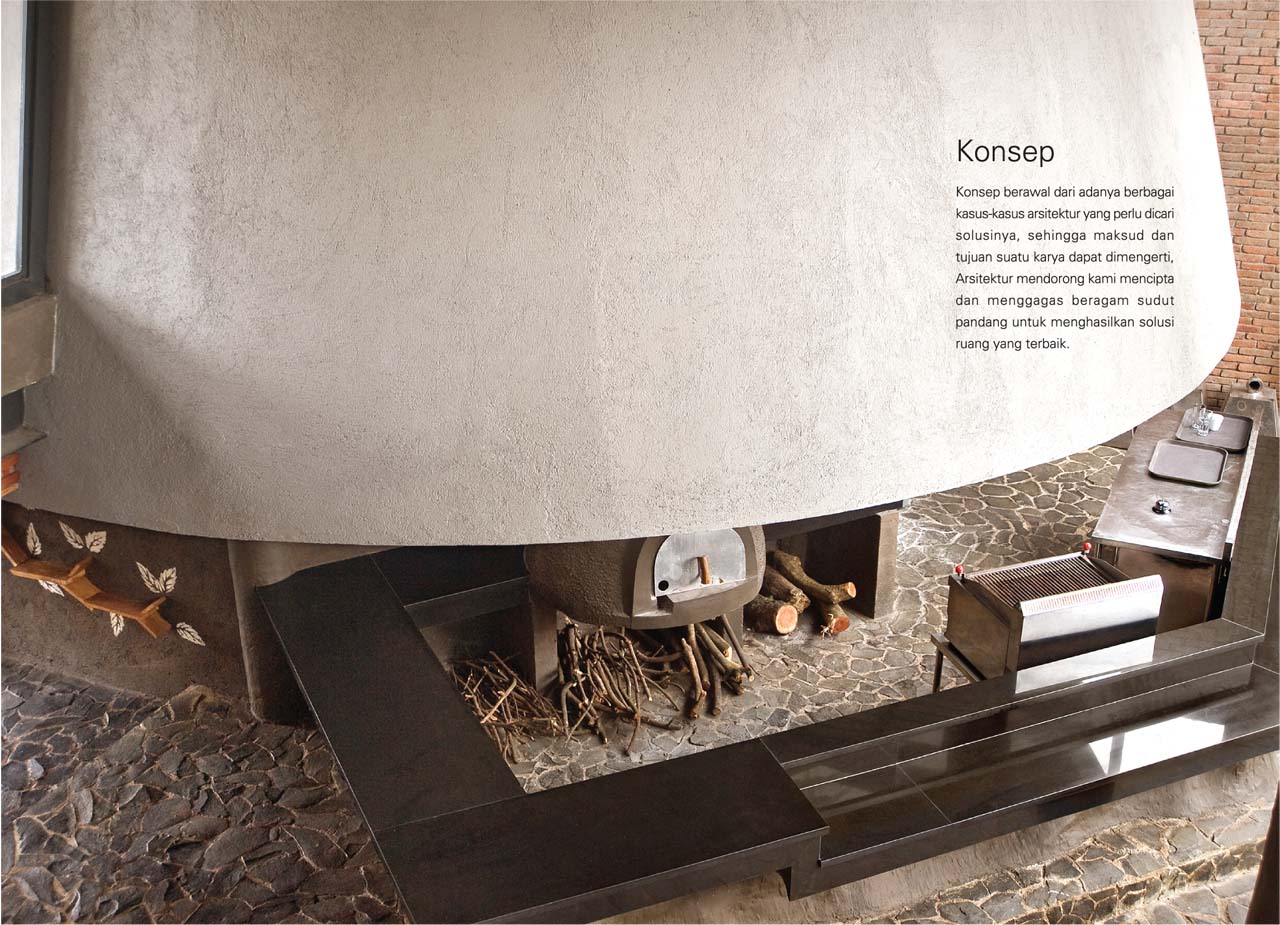 Konsep
Konsep berawal dari adanya berbagai
kasus-kasus arsitektur yang perlu dicari
solusinya, sehingga maksud dan
tujuan suatu karya dapat dimengerti,
Arsitektur mendorong kami mencipta
dan menggagas beragam sudut
pandang untuk menghasilkan solusi
ruang yang terbaik.